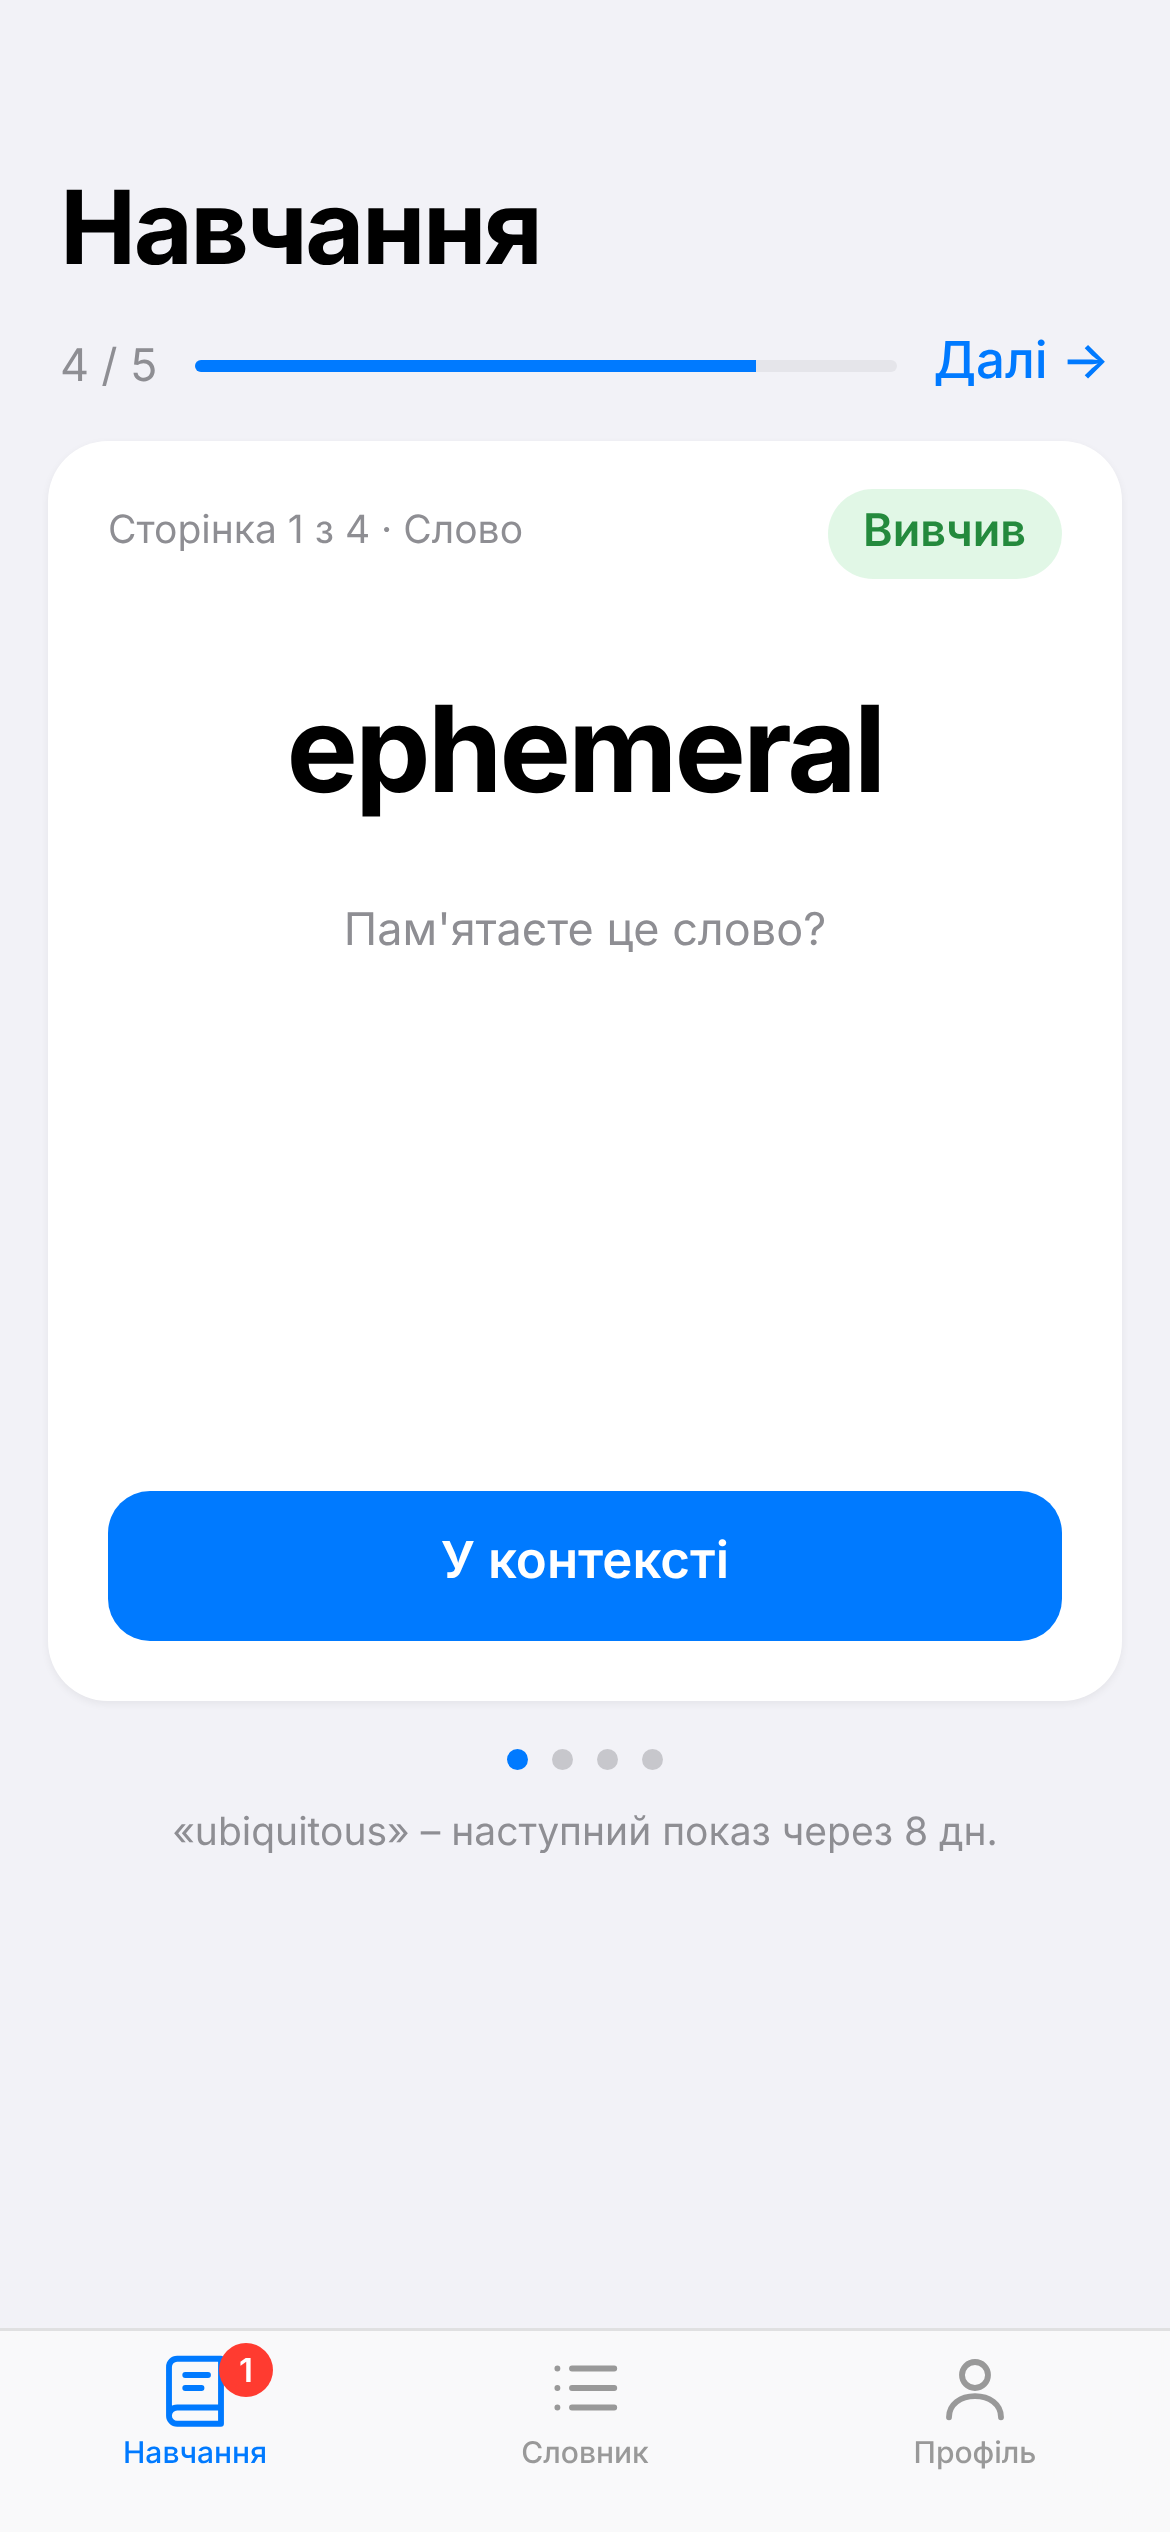 Навчання
4 / 5
Далі →
Сторінка 1 з 4 · Слово
Вивчив
ephemeral
Пам'ятаєте це слово?
У контексті
«ubiquitous» – наступний показ через 8 дн.
1
Навчання
Словник
Профіль